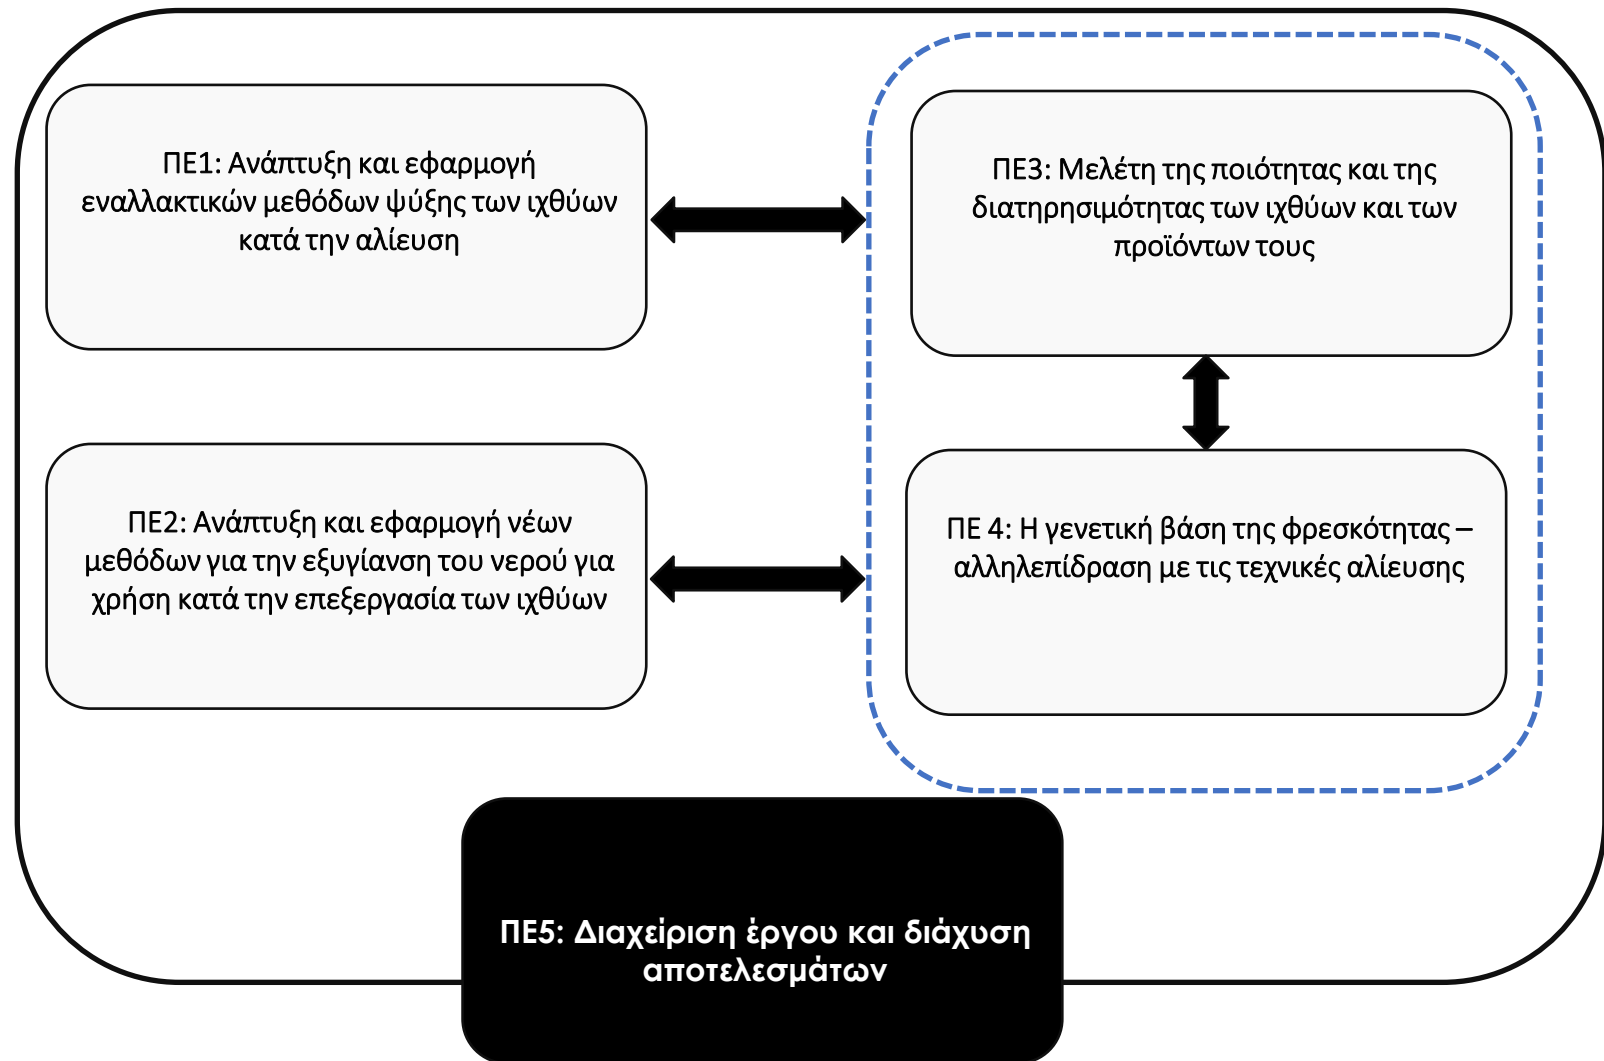 ΠΕ1: Ανάπτυξη και εφαρμογή
εναλλακτικών μεθόδων ψύξης των ιχθύων
κατά την αλίευση
ΠΕ3: Μελέτη της ποιότητας και της
διατηρησιμότητας των ιχθύων και των
προϊόντων τους
ΠΕ2: Ανάπτυξη και εφαρμογή νέων
μεθόδων για την εξυγίανση του νερού για
χρήση κατά την επεξεργασία των ιχθύων
ΠΕ 4: Η γενετική βάση της φρεσκότητας –
αλληλεπίδραση με τις τεχνικές αλίευσης
ΠΕ5: Διαχείριση έργου και διάχυση
αποτελεσμάτων